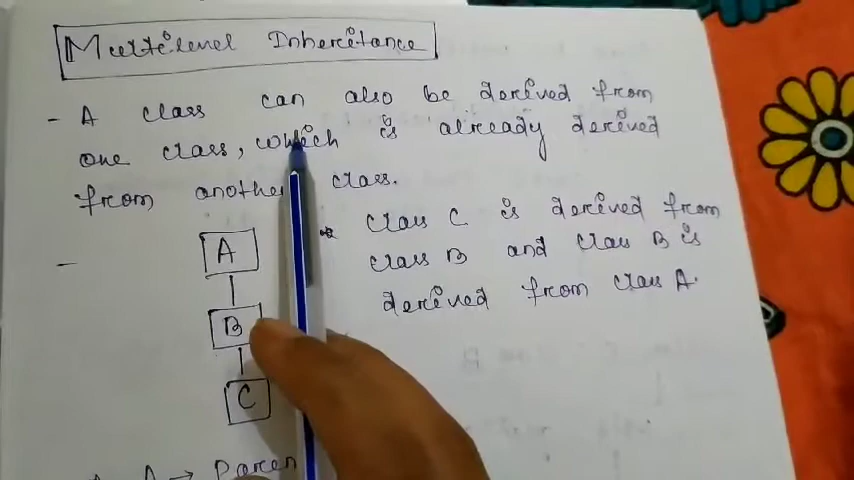 Multilevel Inheritance
- A class can also be derived from
one class, which is already derived
from another class.
-
A
B
C
* class C is derived from
class B and class B is
derived from class A.
A → Paren